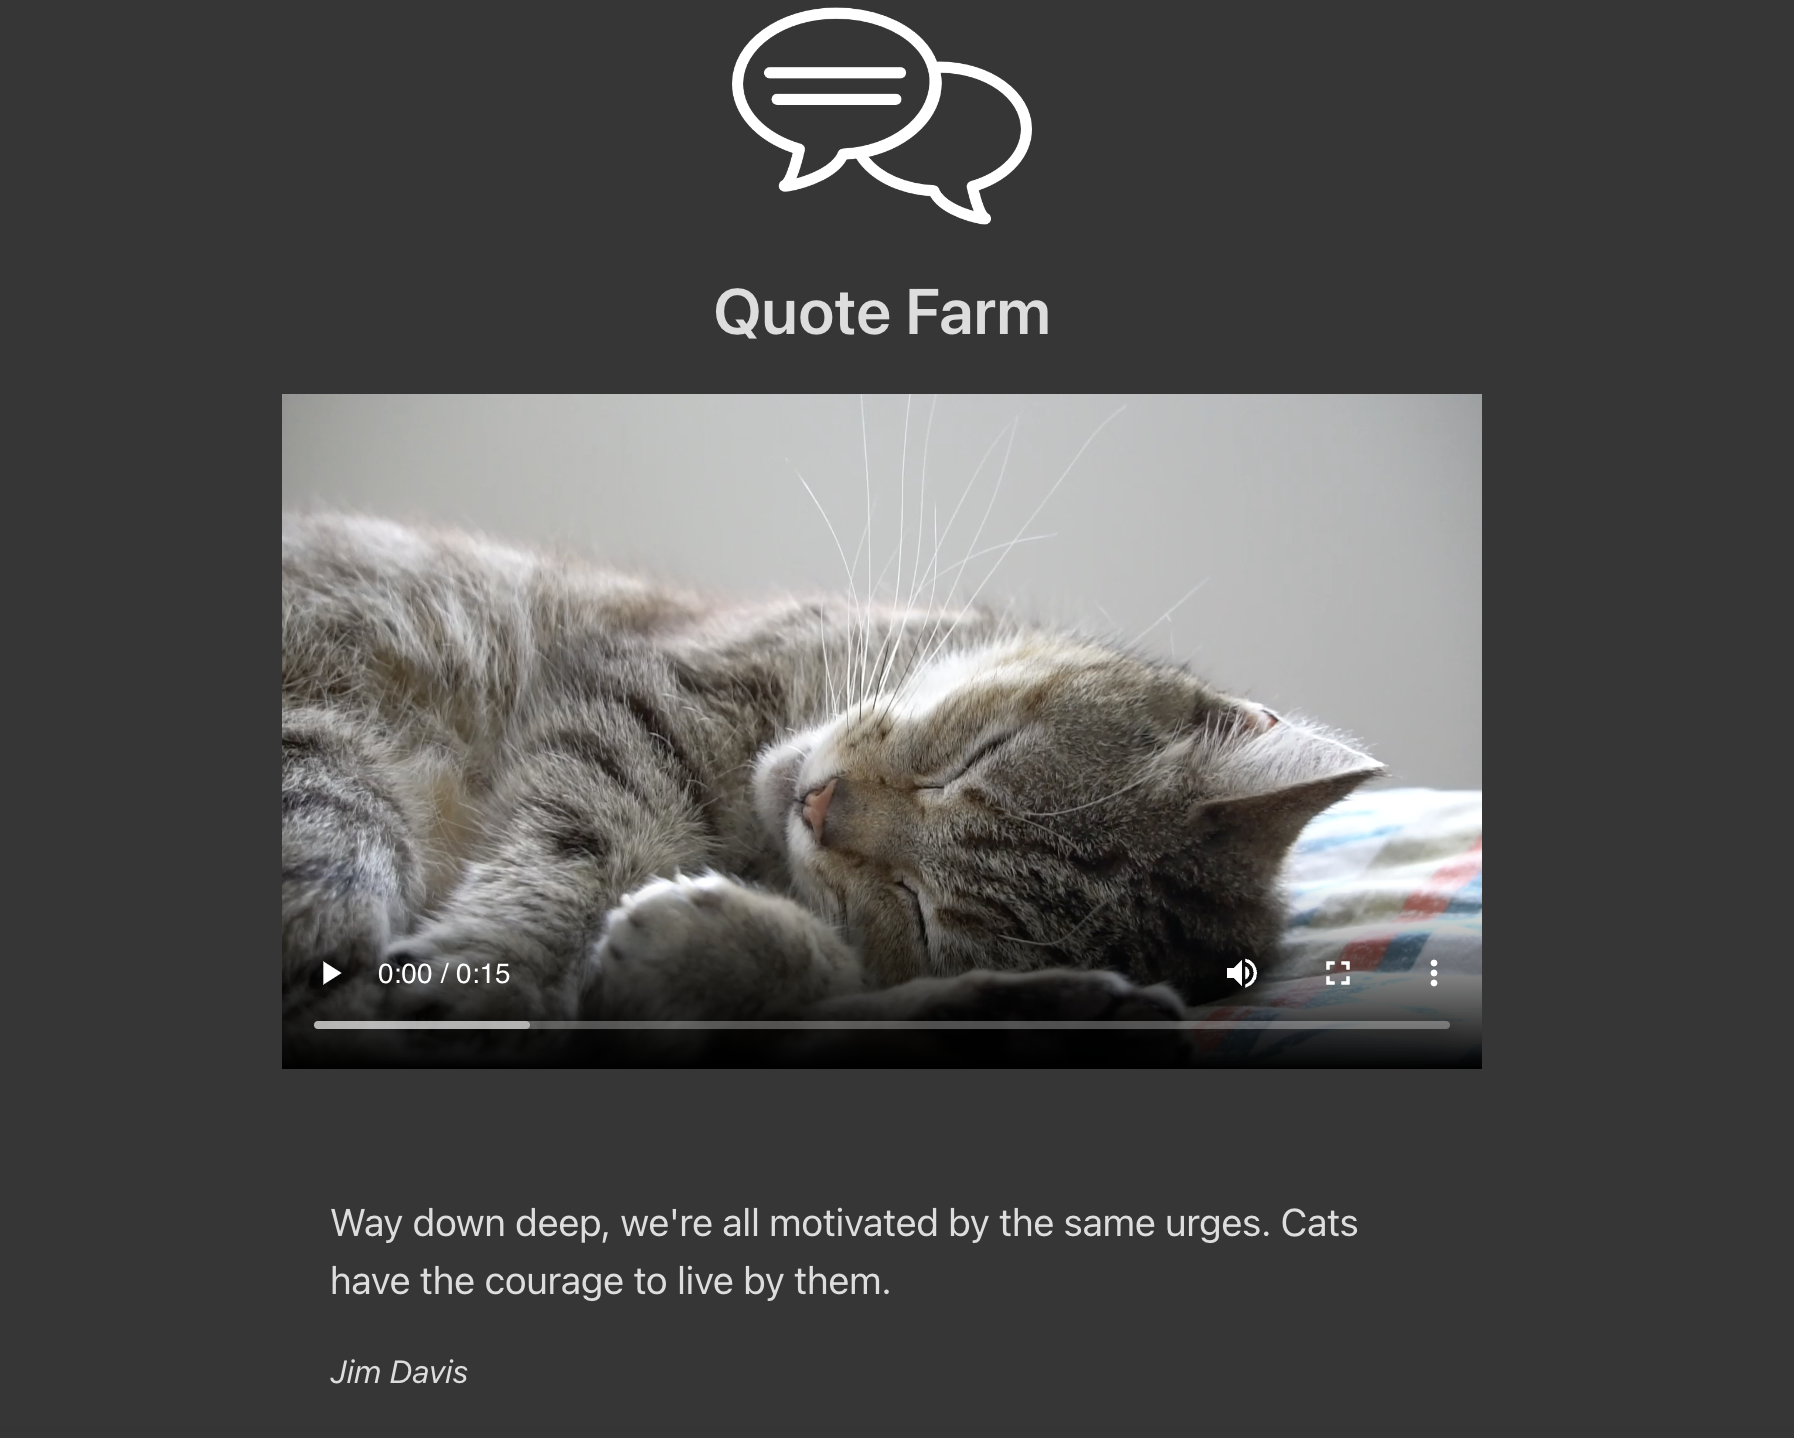 Quote Farm
0:00 / 0:15
Way down deep, we're all motivated by the same urges. Cats
have the courage to live by them.
Jim Davis